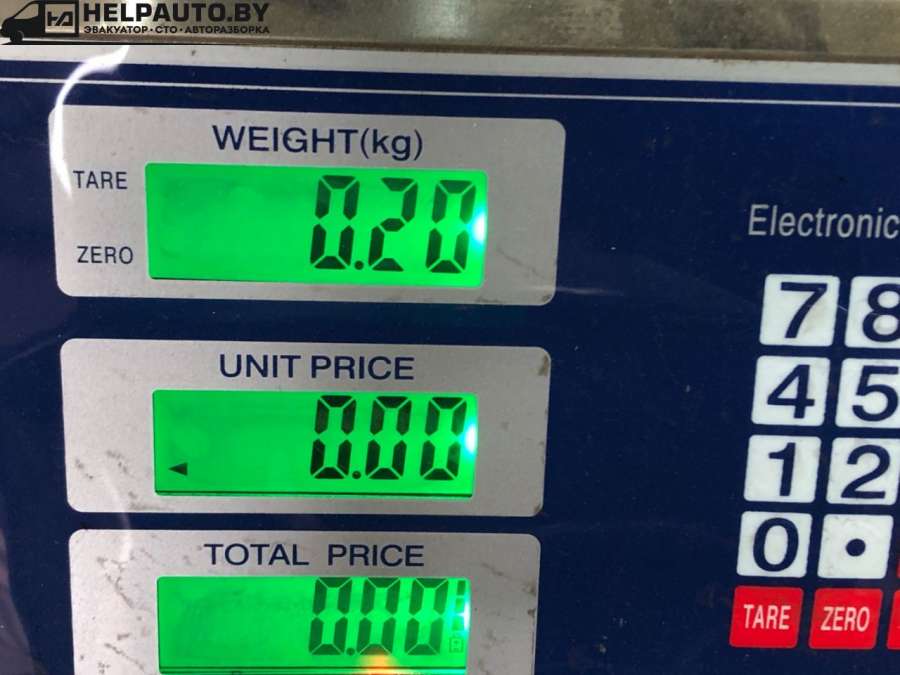 HELPAUTO.BY
ЭВАКУАТОР · СТО · АВТОРАЗБОРКА
WEIGHT(kg)
TARE
0.20
ZERO
UNIT PRICE
0.00
TOTAL PRICE
0.00
Electronic
7 8
4 5
1 2
0 .
TARE ZERO